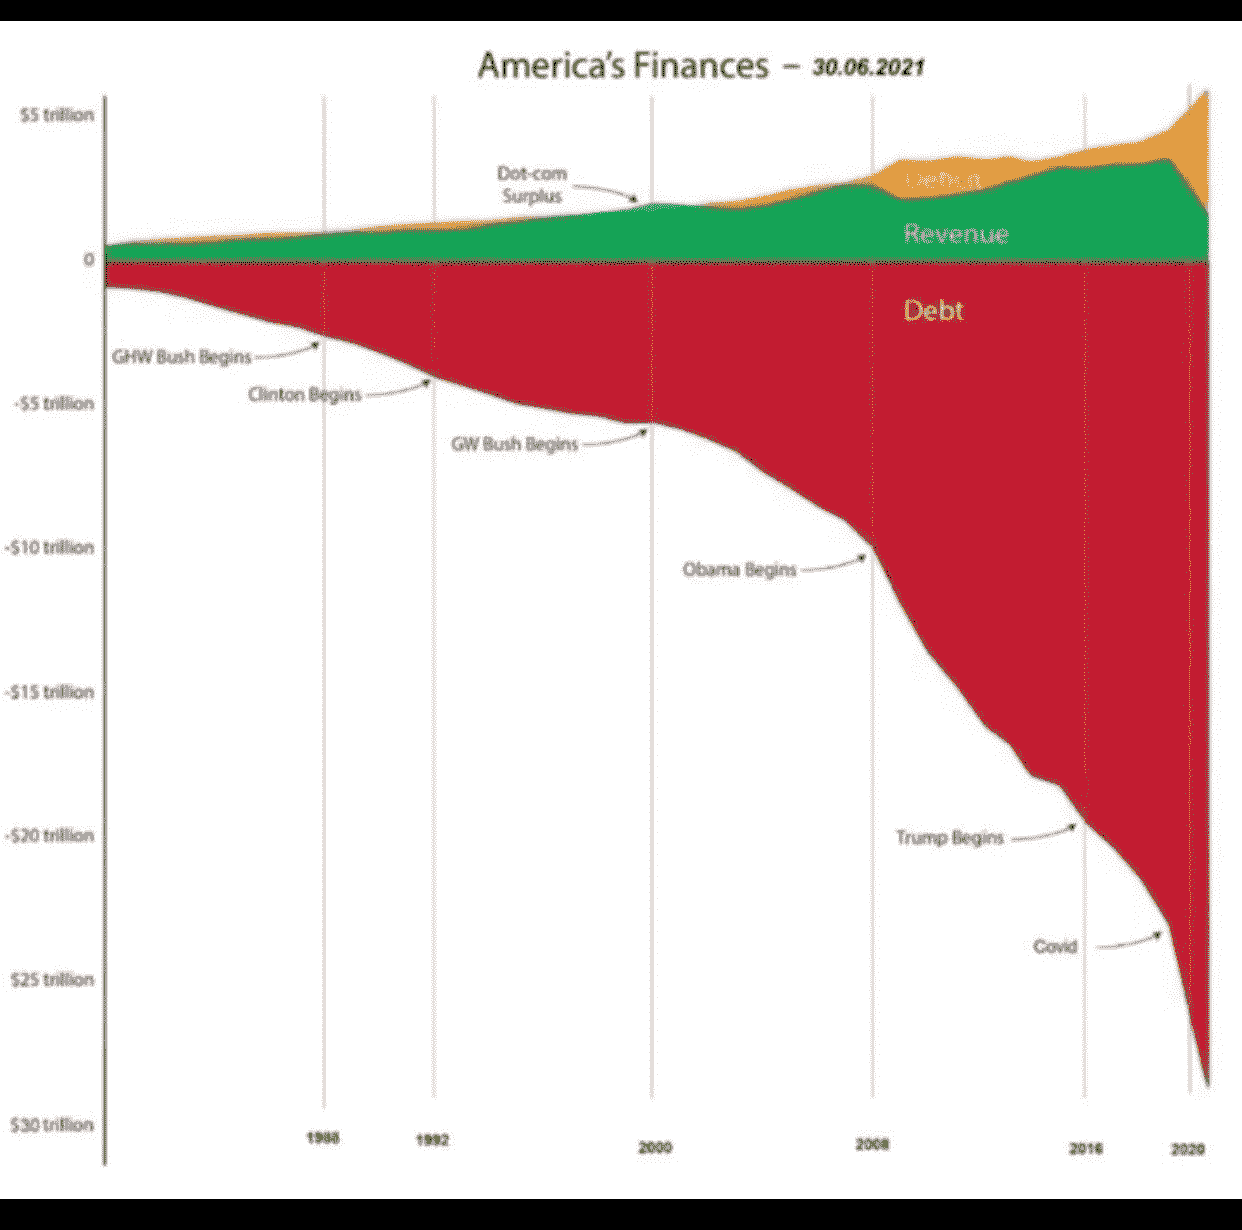 America's Finances – 30.06.2021
$5 trillion
Dot-com
Surplus
Deficit
Revenue
0
Debt
GHW Bush Begins
Clinton Begins
-$5 trillion
GW Bush Begins
-$10 trillion
Obama Begins
-$15 trillion
-$20 trillion
Trump Begins
Covid
$25 trillion
$30 trillion
1988
1992
2000
2008
2016
2020